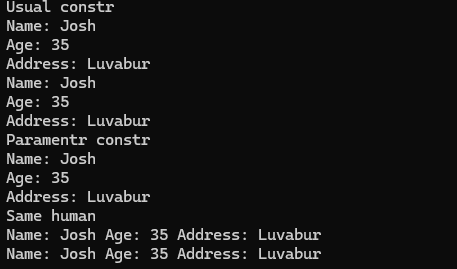 Usual constr
Name: Josh
Age: 35
Address: Luvabur
Name: Josh
Age: 35
Address: Luvabur
Paramentr constr
Name: Josh
Age: 35
Address: Luvabur
Same human
Name: Josh Age: 35 Address: Luvabur
Name: Josh Age: 35 Address: Luvabur